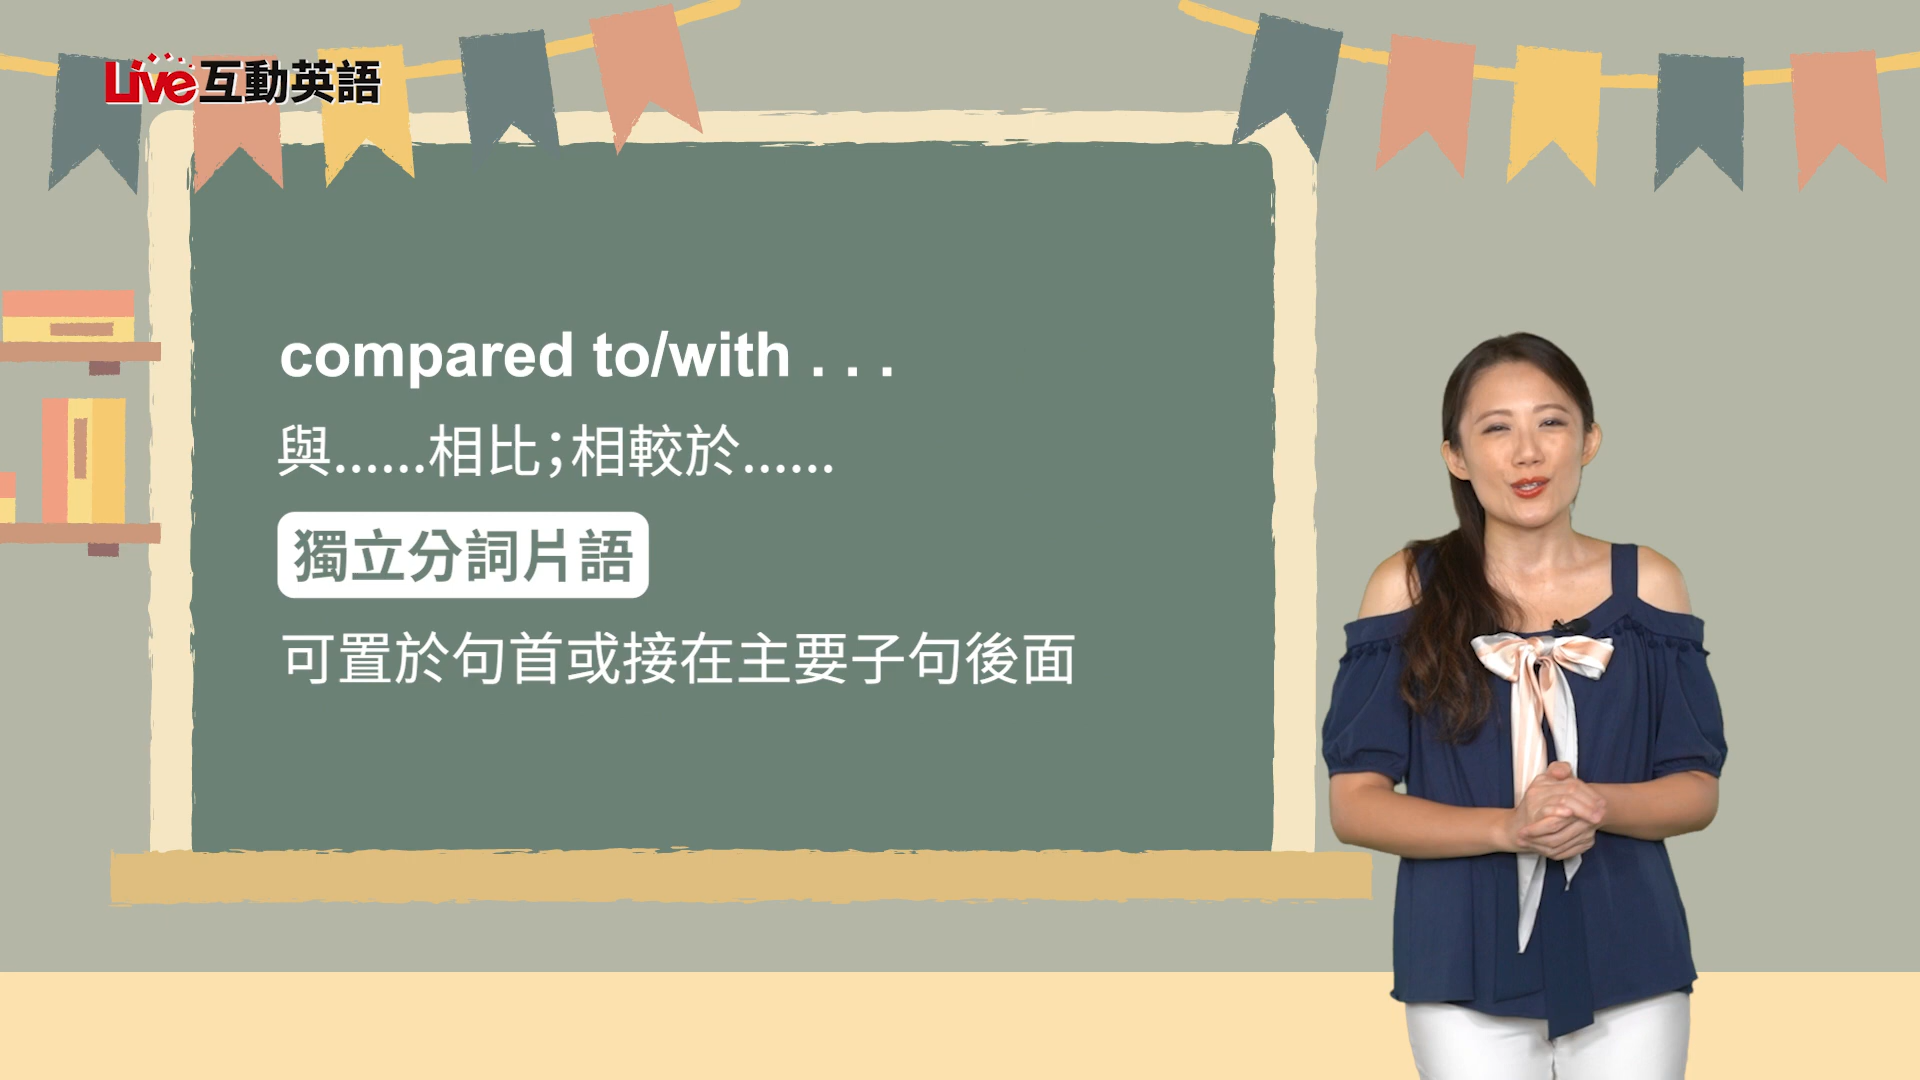 Live互動英語
compared to/with . . .
與......相比；相較於......
獨立分詞片語
可置於句首或接在主要子句後面